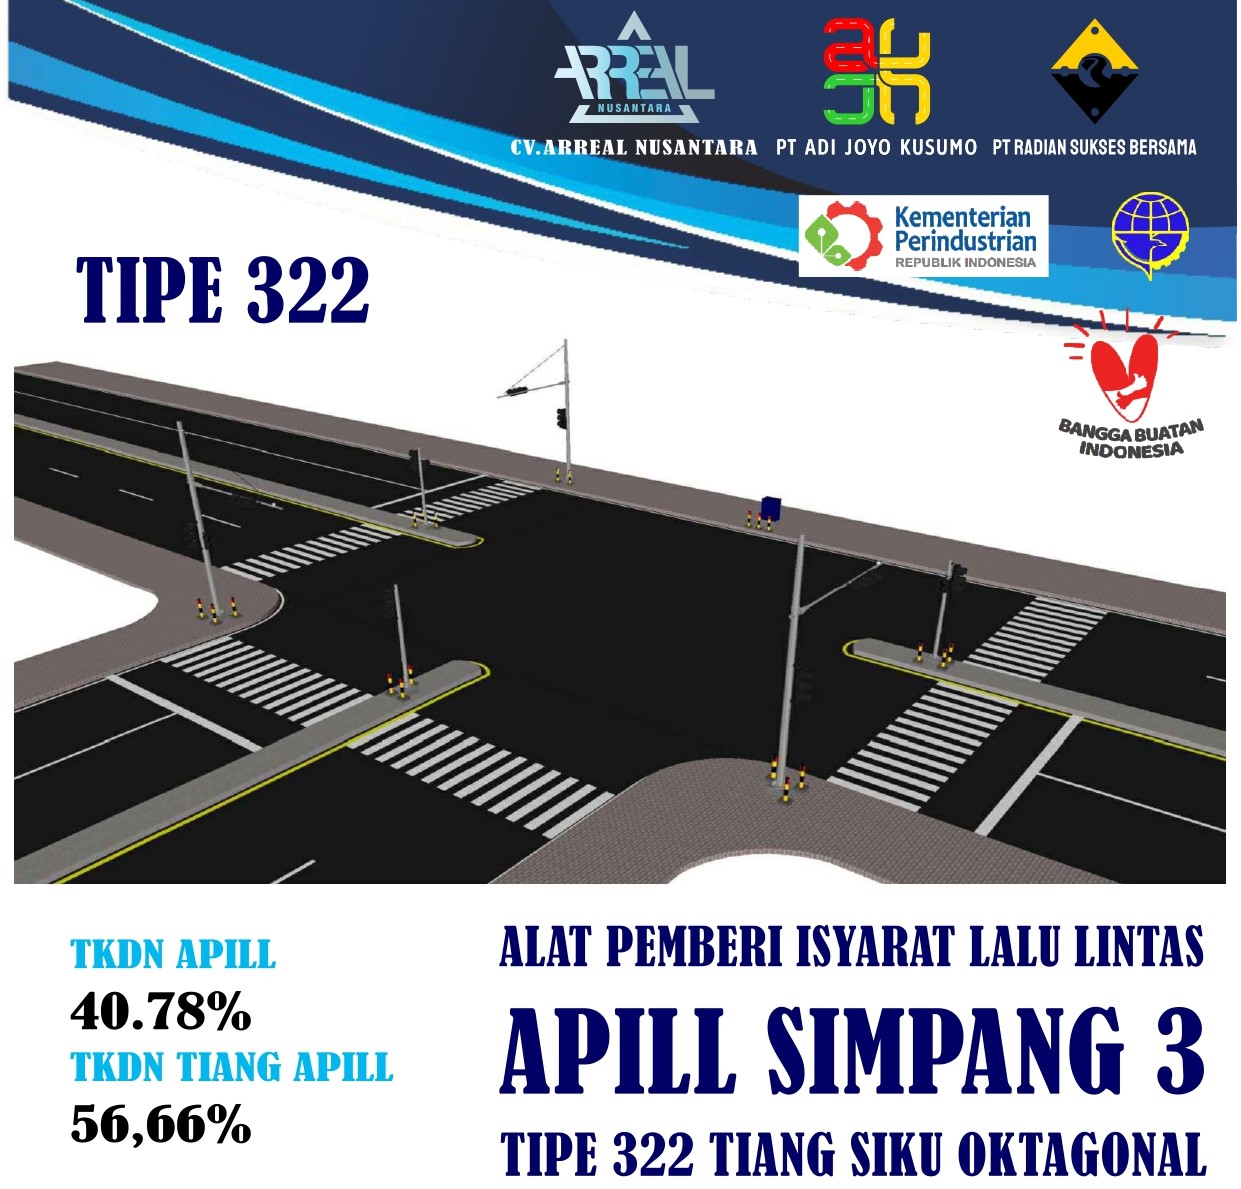 ARREAL
NUSANTARA
CV.ARREAL NUSANTARA
PT ADI JOYO KUSUMO
PT RADIAN SUKSES BERSAMA
Kementerian
Perindustrian
REPUBLIK INDONESIA
TIPE 322
BANGGA BUATAN
INDONESIA
TKDN APILL
40.78%
TKDN TIANG APILL
56,66%
ALAT PEMBERI ISYARAT LALU LINTAS
APILL SIMPANG 3
TIPE 322 TIANG SIKU OKTAGONAL